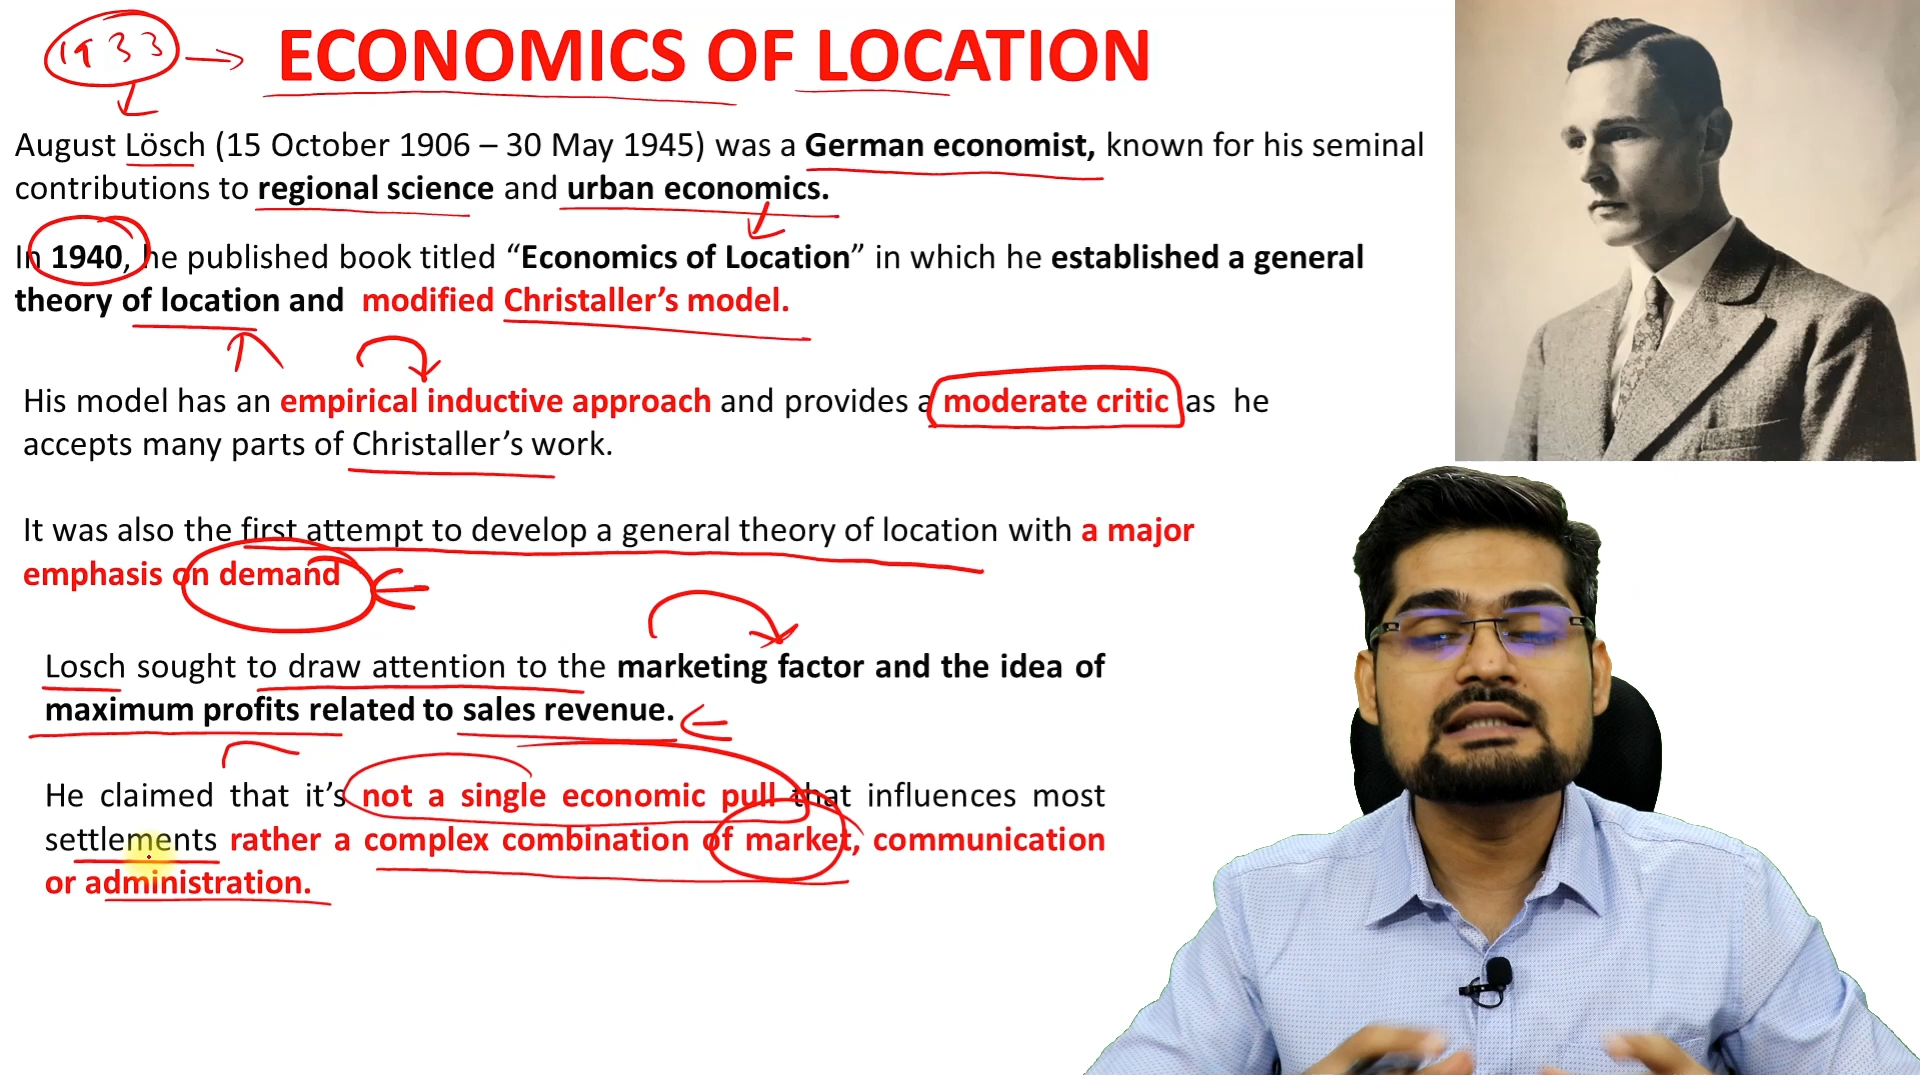 1933 → ECONOMICS OF LOCATION
August Lösch (15 October 1906 – 30 May 1945) was a German economist, known for his seminal
contributions to regional science and urban economics.
In 1940, he published book titled “Economics of Location” in which he established a general
theory of location and modified Christaller’s model.
His model has an empirical inductive approach and provides a moderate critic as he
accepts many parts of Christaller’s work.
It was also the first attempt to develop a general theory of location with a major
emphasis on demand
Losch sought to draw attention to the marketing factor and the idea of
maximum profits related to sales revenue.
He claimed that it’s not a single economic pull that influences most
settlements rather a complex combination of market, communication
or administration.